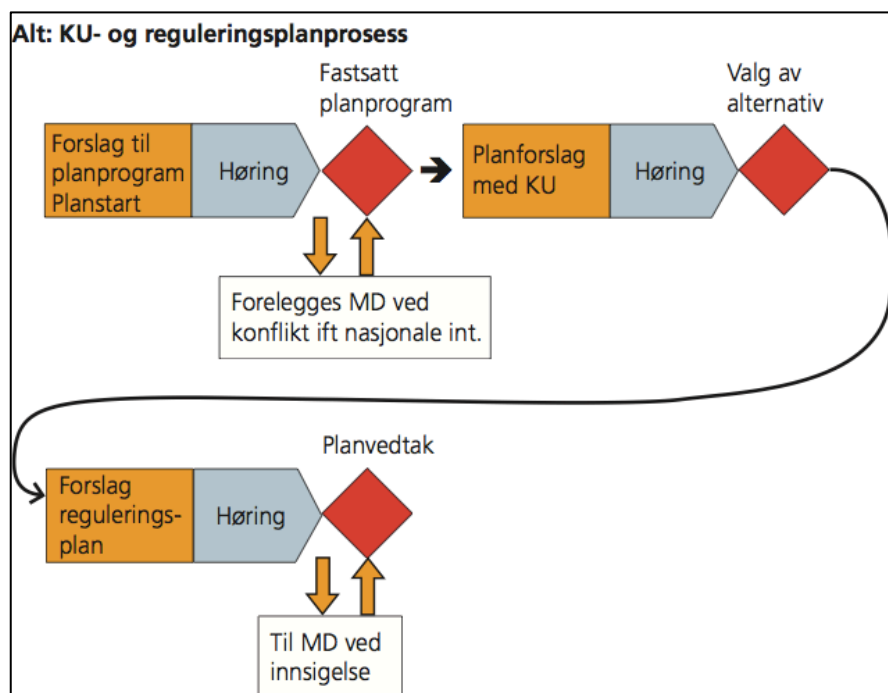 Alt: KU- og reguleringsplanprosess
Fastsatt
planprogram
Valg av
alternativ
Forslag til
planprogram
Planstart
Høring
Planforslag
med KU
Høring
Forelegges MD ved
konflikt ift nasjonale int.
Planvedtak
Forslag
regulerings-
plan
Høring
Til MD ved
innsigelse